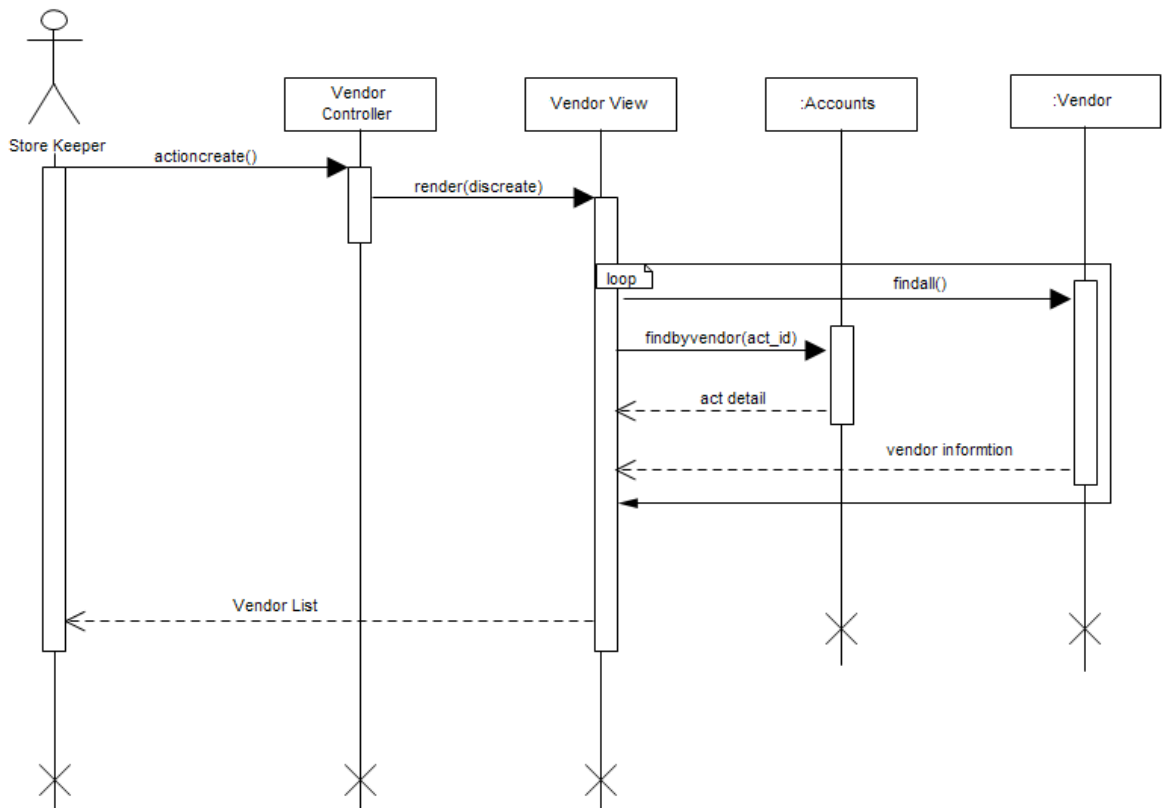 Vendor
Controller
Vendor View
:Accounts
:Vendor
Store Keeper
actioncreate()
render(discreate)
loop
findall()
findbyvendor(act_id)
act detail
vendor informtion
Vendor List